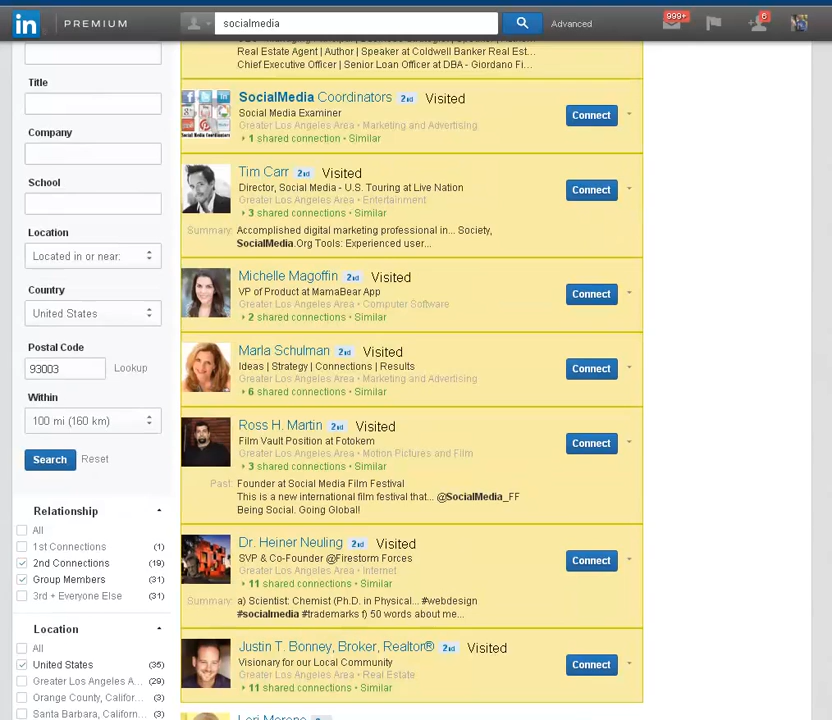 in PREMIUM socialmedia Advanced 999+ 6
Real Estate Agent | Author | Speaker at Coldwell Banker Real Est...
Chief Executive Officer | Senior Loan Officer at DBA - Giordano Fi...
Title
Company
School
Location
Located in or near:
Country
United States
Postal Code
93003 Lookup
Within
100 mi (160 km)
Search Reset
Relationship
All
1st Connections (1)
2nd Connections (19)
Group Members (31)
3rd + Everyone Else (31)
Location
All
United States (35)
Greater Los Angeles A... (29)
Orange County, Califor... (3)
Santa Barbara, Californ... (3)
SocialMedia Coordinators 2nd Visited
Social Media Examiner
Greater Los Angeles Area • Marketing and Advertising
1 shared connection • Similar
Connect
Tim Carr 2nd Visited
Director, Social Media - U.S. Touring at Live Nation
Greater Los Angeles Area • Entertainment
3 shared connections • Similar
Summary: Accomplished digital marketing professional in... Society,
SocialMedia.Org Tools: Experienced user...
Connect
Michelle Magoffin 2nd Visited
VP of Product at MamaBear App
Greater Los Angeles Area • Computer Software
2 shared connections • Similar
Connect
Marla Schulman 2nd Visited
Ideas | Strategy | Connections | Results
Greater Los Angeles Area • Marketing and Advertising
6 shared connections • Similar
Connect
Ross H. Martin 2nd Visited
Film Vault Position at Fotokem
Greater Los Angeles Area • Motion Pictures and Film
3 shared connections • Similar
Past: Founder at Social Media Film Festival
This is a new international film festival that... @SocialMedia_FF
Being Social. Going Global!
Connect
Dr. Heiner Neuling 2nd Visited
SVP & Co-Founder @Firestorm Forces
Greater Los Angeles Area • Internet
11 shared connections • Similar
Summary: a) Scientist: Chemist (Ph.D. in Physical... #webdesign
#socialmedia #trademarks f) 50 words about me...
Connect
Justin T. Bonney, Broker, Realtor® 2nd Visited
Visionary for our Local Community
Greater Los Angeles Area • Real Estate
11 shared connections • Similar
Connect